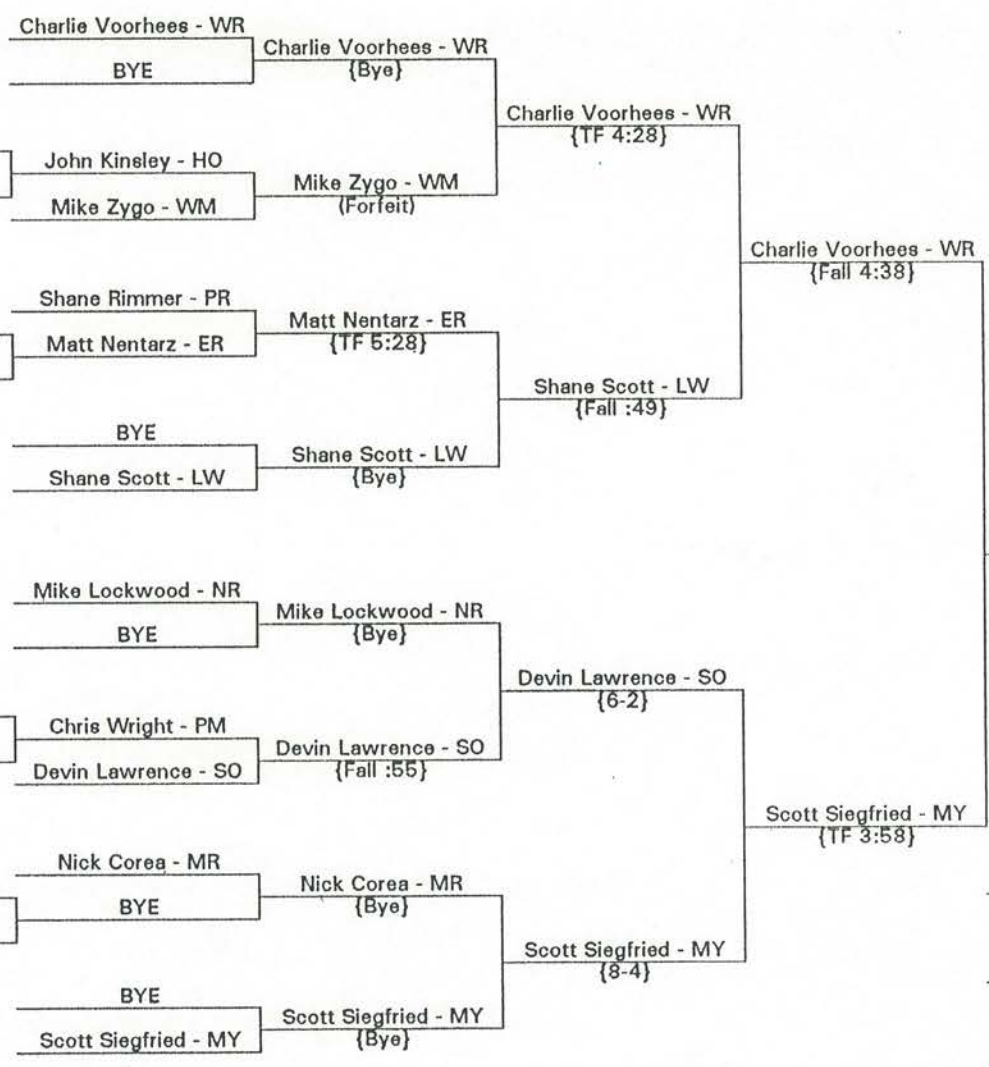 Charlie Voorhees - WR
BYE
John Kinsley - HO
Mike Zygo - WM
Shane Rimmer - PR
Matt Nentarz - ER
BYE
Shane Scott - LW
Mike Lockwood - NR
BYE
Chris Wright - PM
Devin Lawrence - SO
Nick Corea - MR
BYE
BYE
Scott Siegfried - MY
Charlie Voorhees - WR
{Bye}
Mike Zygo - WM
(Forfeit)
Matt Nentarz - ER
{TF 5:28}
Shane Scott - LW
{Bye}
Mike Lockwood - NR
{Bye}
Devin Lawrence - SO
{Fall :55}
Nick Corea - MR
{Bye}
Scott Siegfried - MY
{Bye}
Charlie Voorhees - WR
{TF 4:28}
Shane Scott - LW
{Fall :49}
Devin Lawrence - SO
{6-2}
Scott Siegfried - MY
{8-4}
Charlie Voorhees - WR
{Fall 4:38}
Scott Siegfried - MY
{TF 3:58}